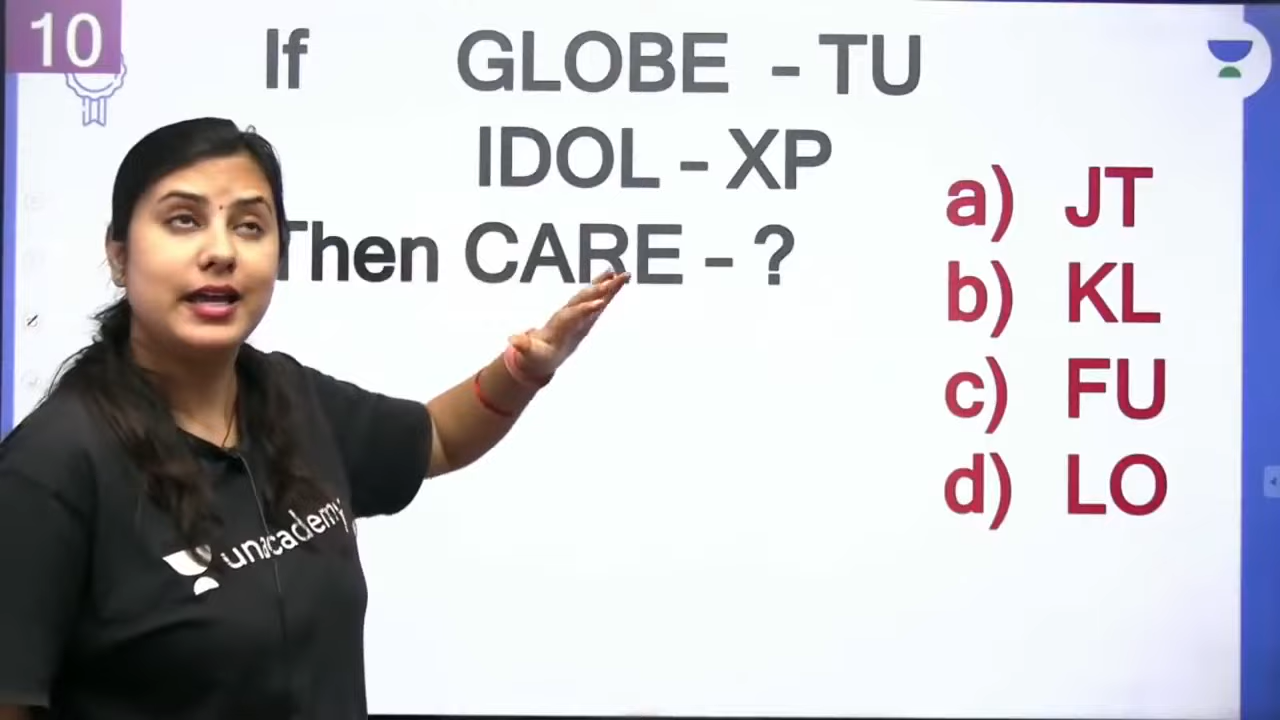 10
If GLOBE - TU
IDOL - XP
Then CARE - ?
a) JT
b) KL
c) FU
d) LO
unacademy